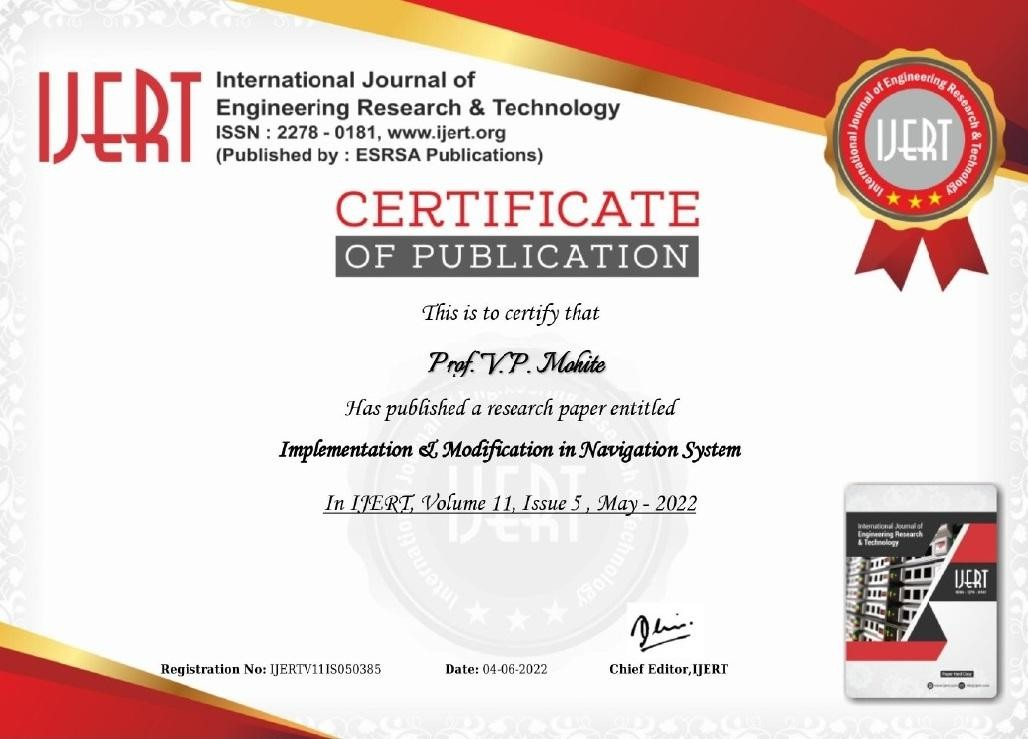 IJERT
International Journal of
Engineering Research & Technology
ISSN : 2278 - 0181, www.ijert.org
(Published by : ESRSA Publications)
International Journal of Engineering Research & Technology
IJERT
CERTIFICATE
OF PUBLICATION
This is to certify that
Prof. V.P. Mohite
Has published a research paper entitled
Implementation & Modification in Navigation System
In IJERT, Volume 11, Issue 5 , May - 2022
IJERT
Registration No: IJERTV11IS050385
Date: 04-06-2022
Chief Editor,IJERT
International Journal of
Engineering Research
& Technology
IJERT